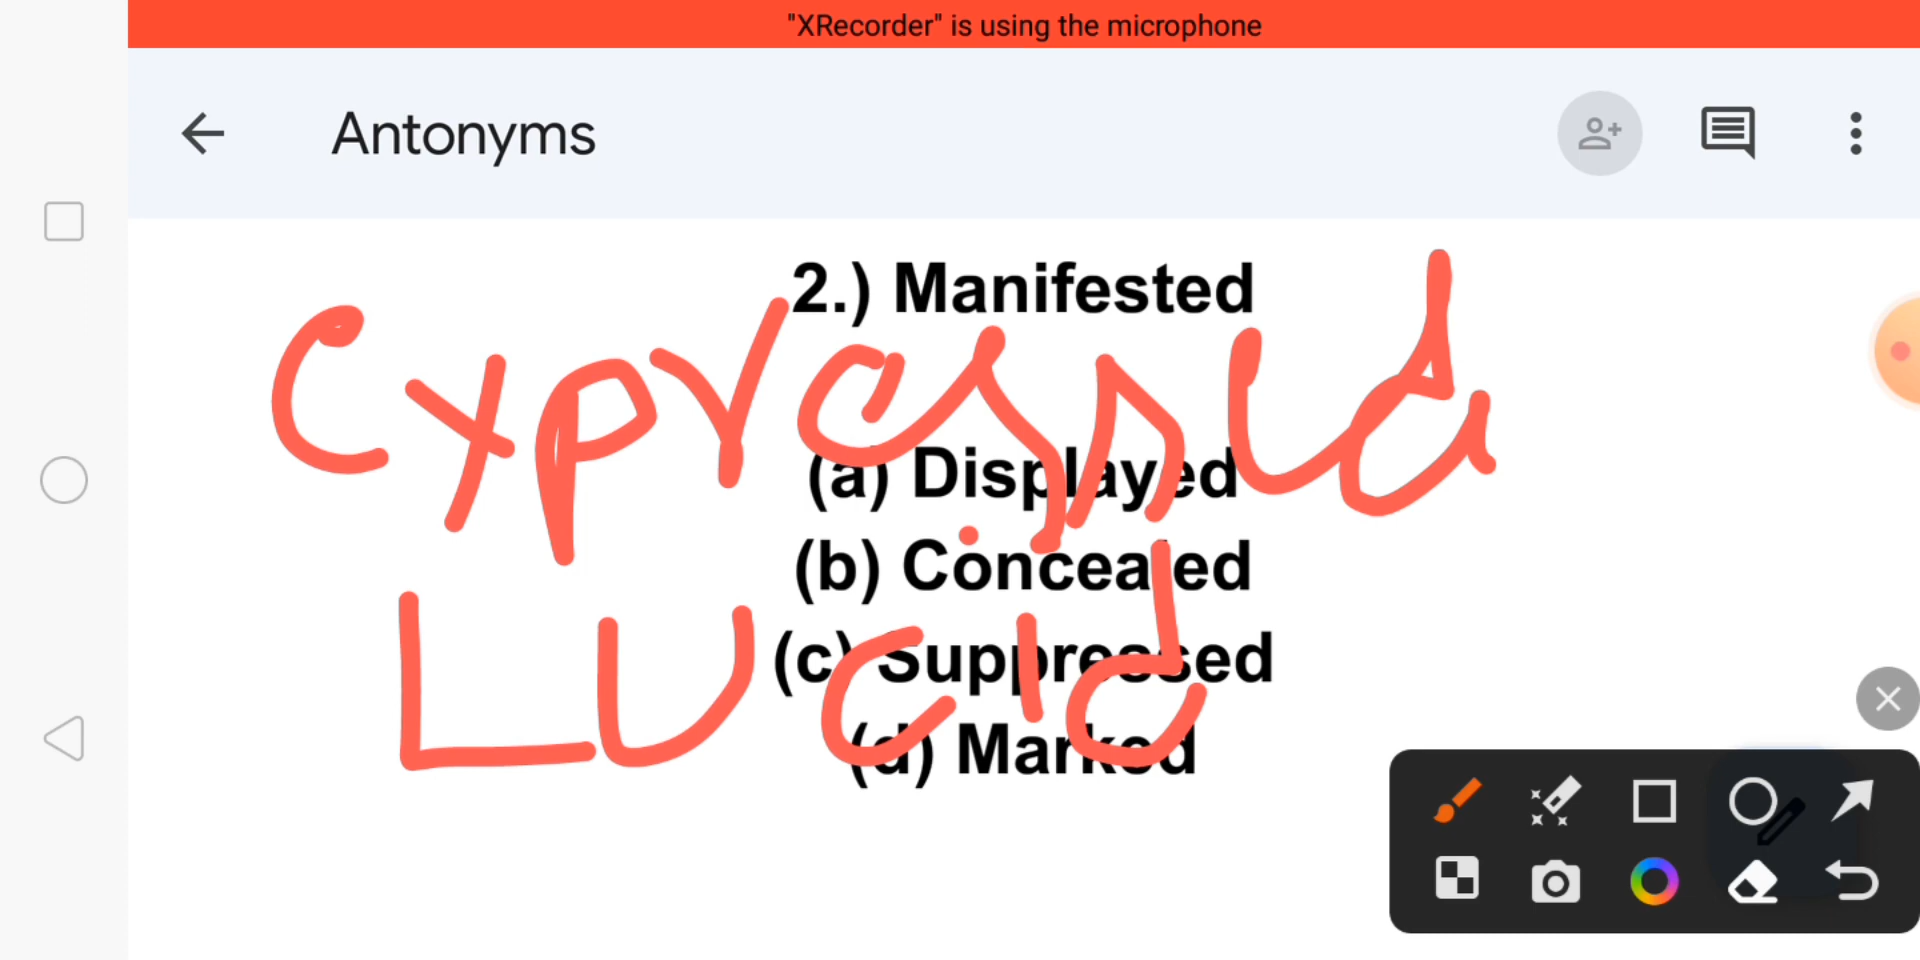 "XRecorder" is using the microphone
Antonyms
2.) Manifested
Expressed
(a) Displayed
(b) Concealed
Lucid
(c) Suppressed
(d) Marked